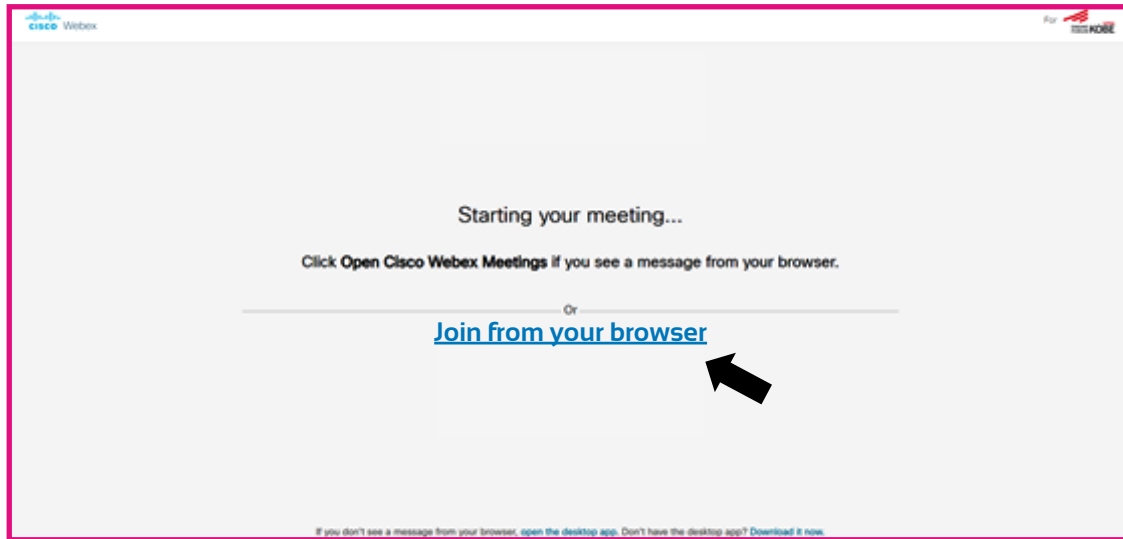 cisco Webex
For
KOBE
Starting your meeting...
Click Open Cisco Webex Meetings if you see a message from your browser.
Or
Join from your browser
If you don't see a message from your browser, open the desktop app. Don't have the desktop app? Download it now.